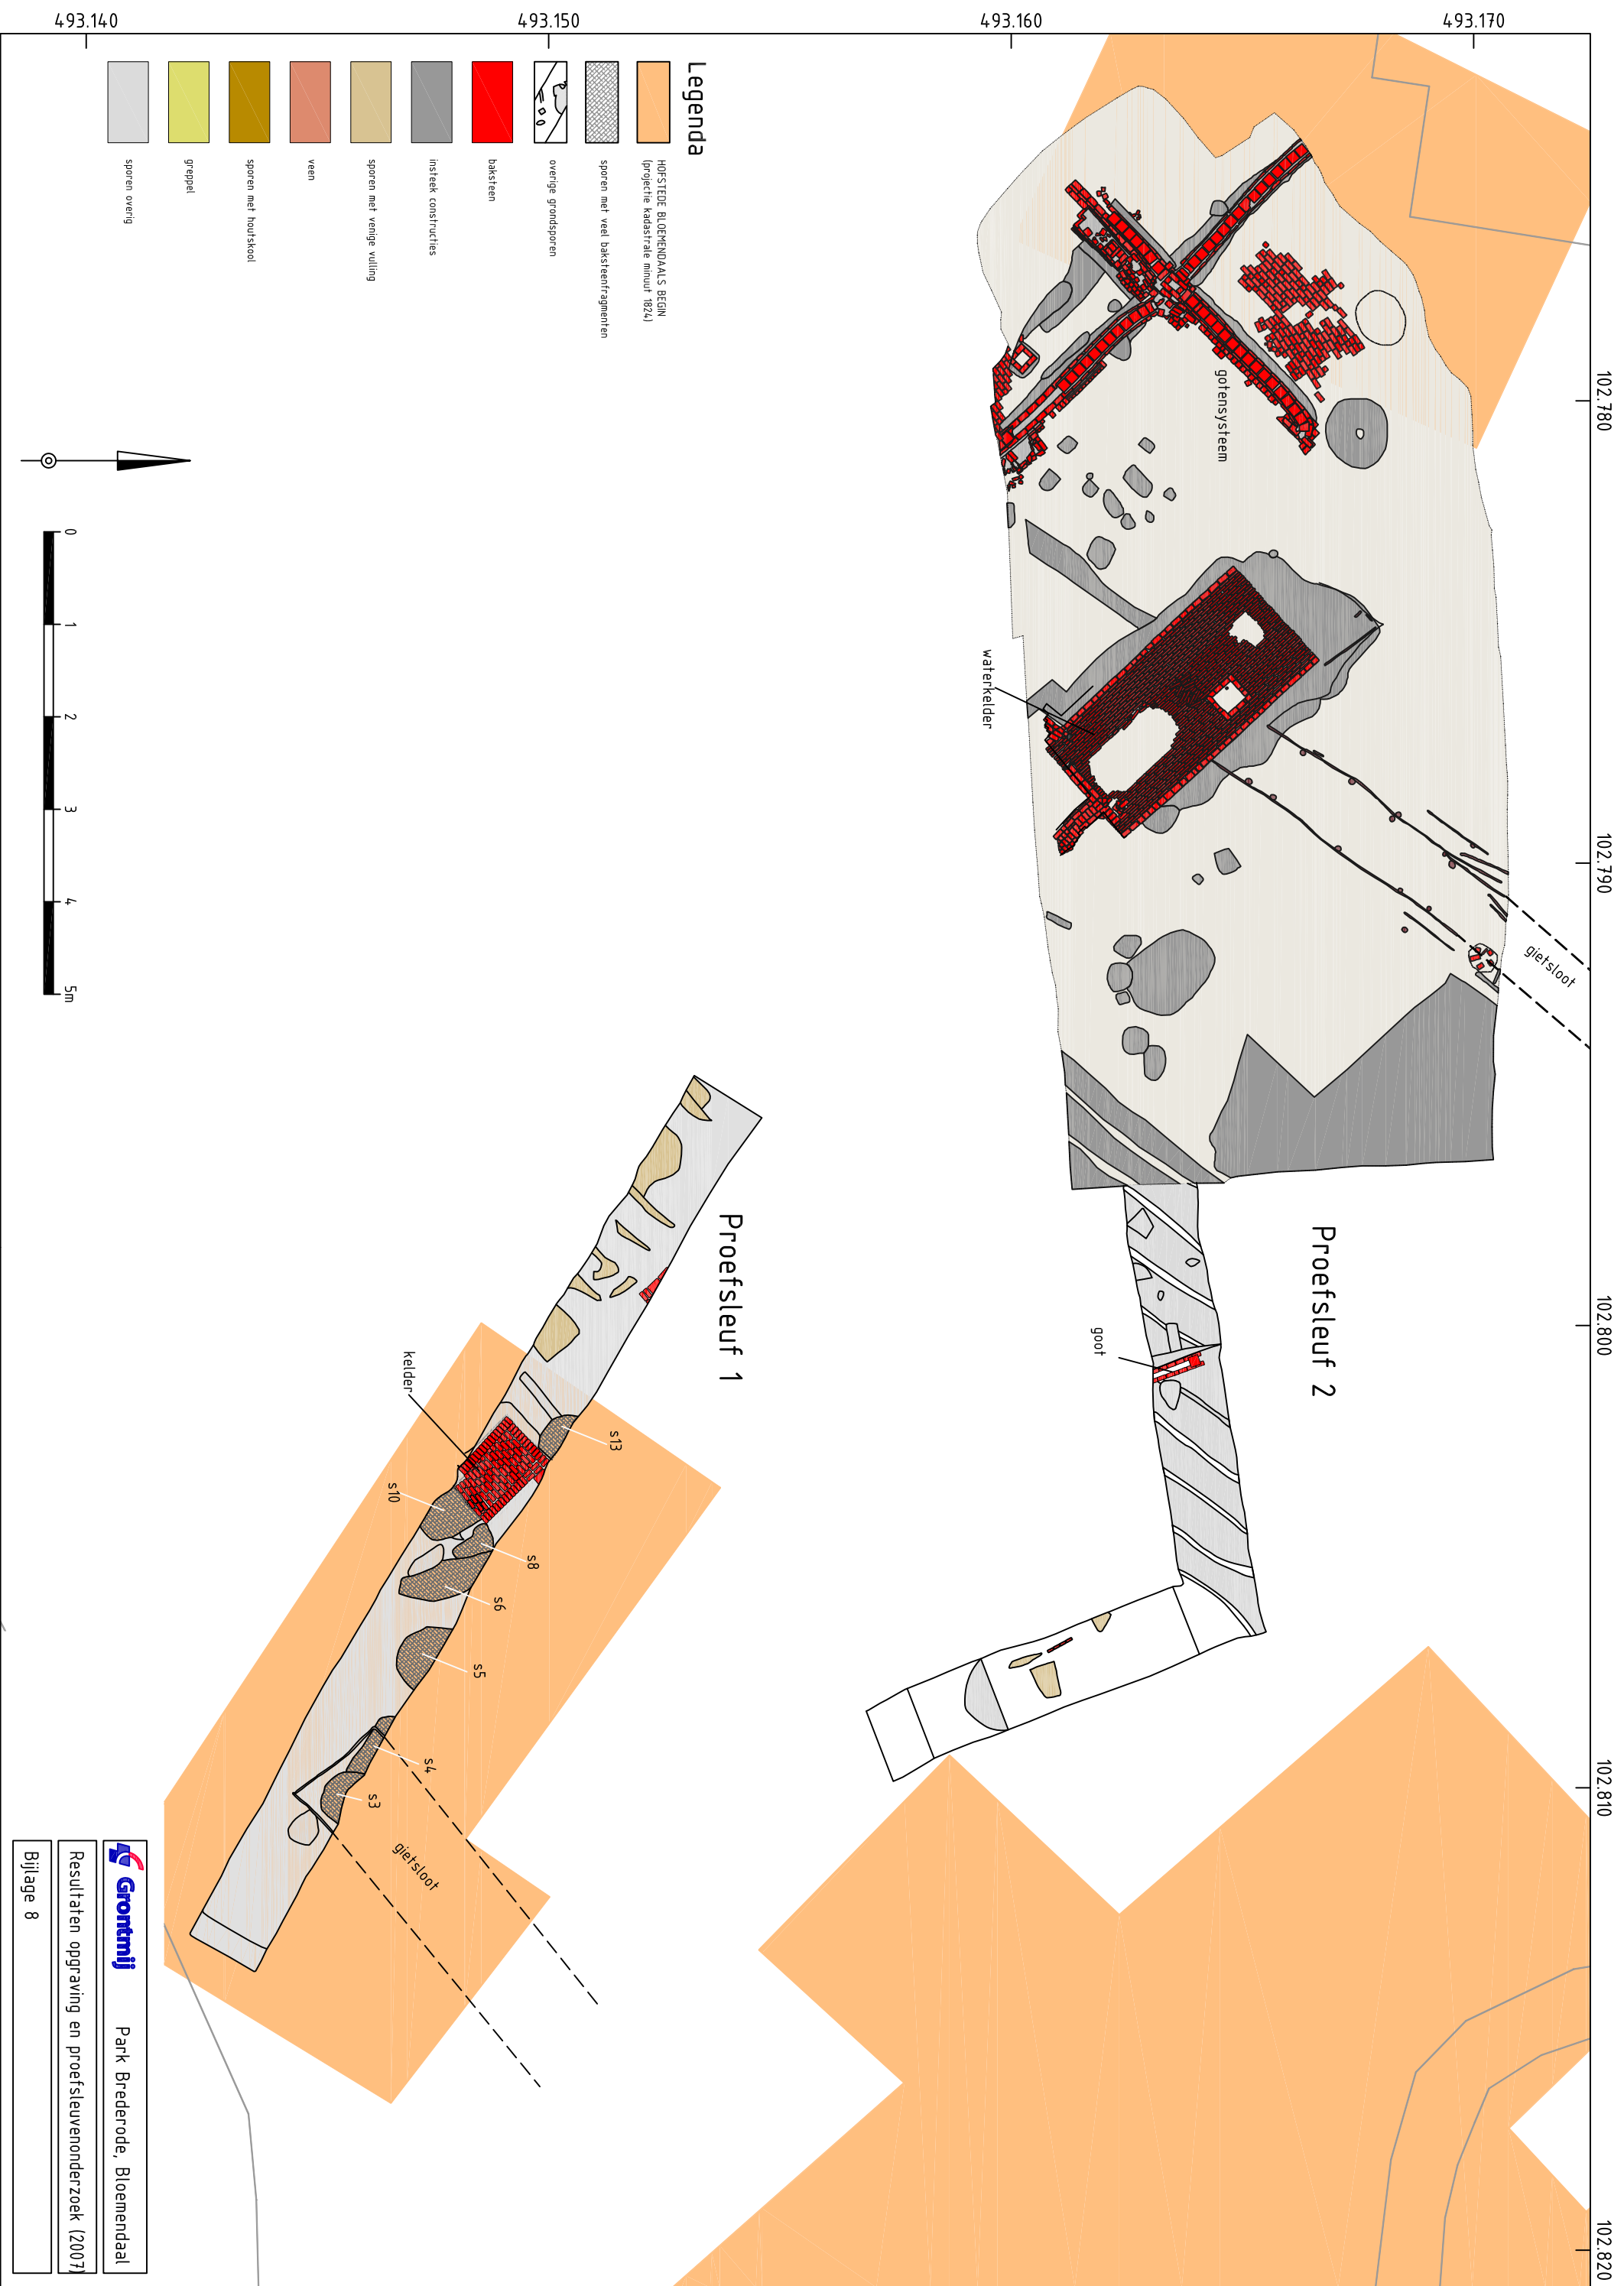 493.140
493.150
493.160
493.170
102.780
102.790
102.800
102.810
102.820
Legenda
HOFSTEDE BLOEMENDAALS BEGIN
(projectie kadastrale minuut 1824)
sporen met veel baksteenfragmenten
overige grondsporen
baksteen
insteek constructies
sporen met venige vulling
veen
sporen met houtskool
greppel
sporen overig
0
1
2
3
4
5m
gotensysteem
waterkelder
gietsloot
Proefsleuf 2
goot
Proefsleuf 1
kelder
s13
s10
s8
s6
s5
s4
s3
gietsloot
Grontmij
Park Brederode, Bloemendaal
Resultaten opgraving en proefsleuvenonderzoek (2007)
Bijlage 8